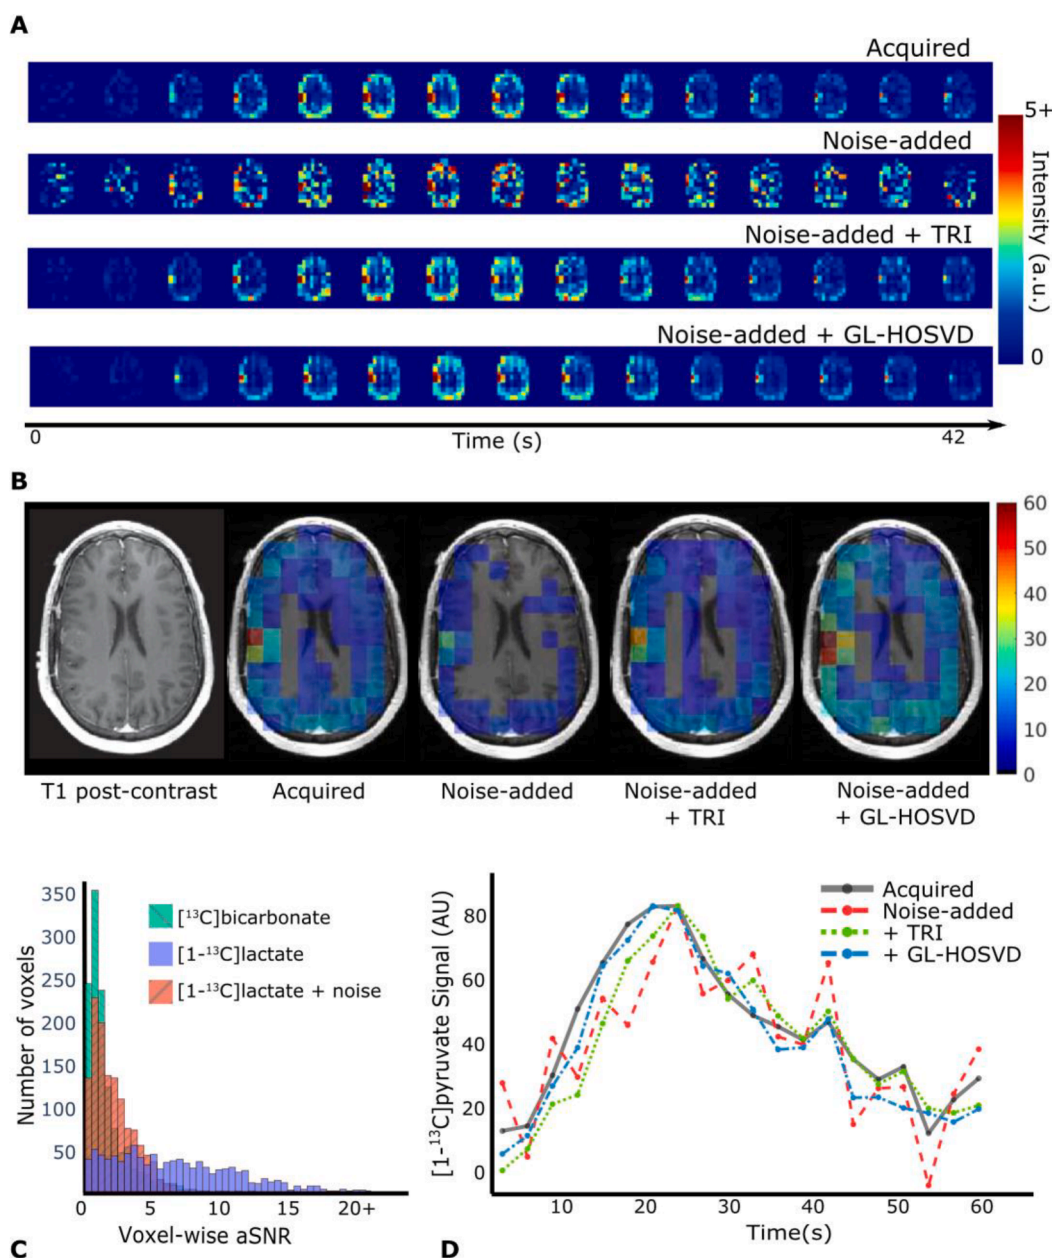 A
Acquired
Noise-added
Noise-added + TRI
Noise-added + GL-HOSVD
5+
Intensity (a.u.)
0
0
Time (s)
42
B
60
50
40
30
20
10
0
T1 post-contrast
Acquired
Noise-added
Noise-added
+ TRI
Noise-added
+ GL-HOSVD
350
300
250
200
150
100
50
Number of voxels
[¹³C]bicarbonate
[1-¹³C]lactate
[1-¹³C]lactate + noise
0
5
10
15
20+
Voxel-wise aSNR
C
80
60
40
20
0
[1-¹³C]pyruvate Signal (AU)
Acquired
Noise-added
+ TRI
+ GL-HOSVD
10
20
30
40
50
60
Time(s)
D